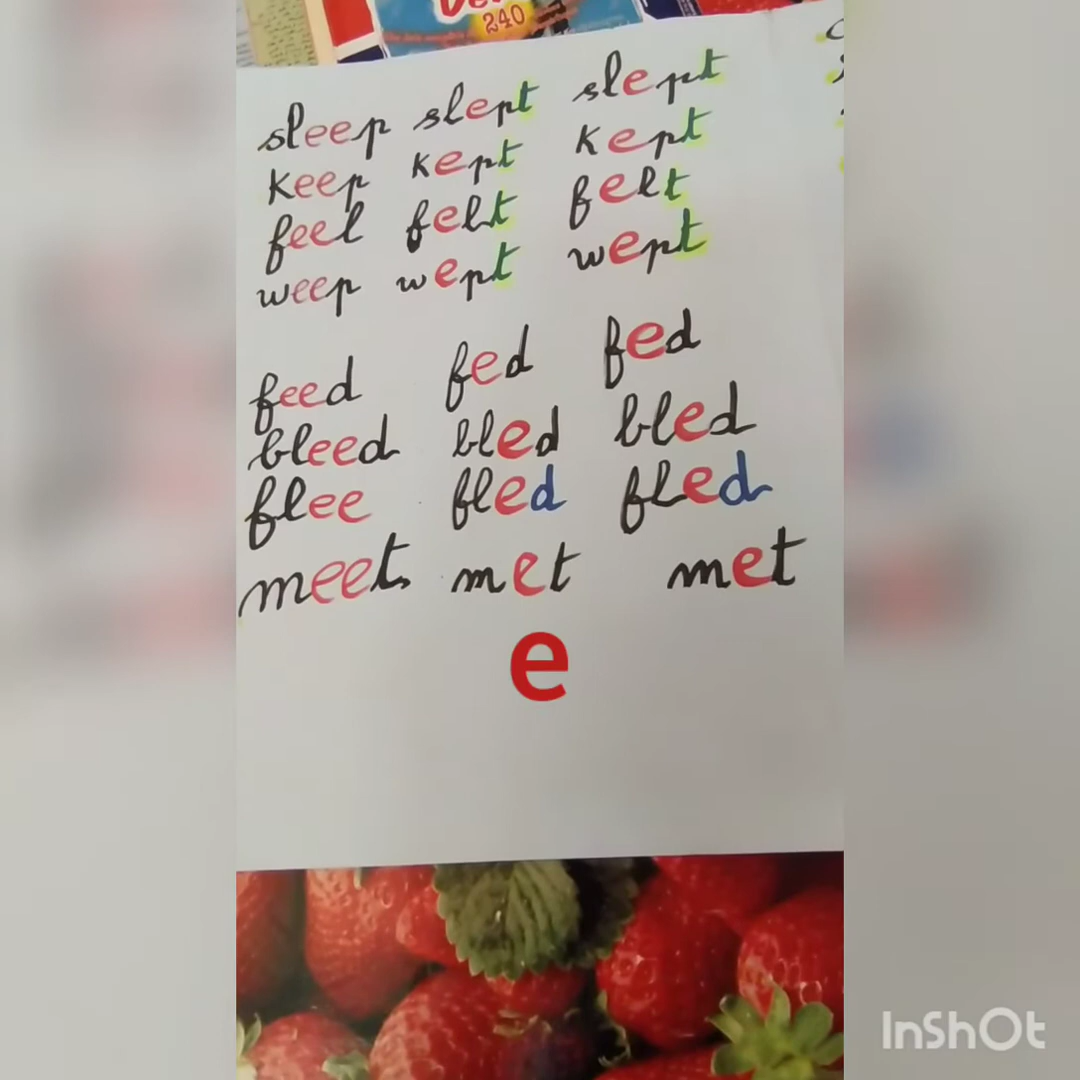 240
sleep slept slept
keep kept kept
feel felt felt
weep wept wept
feed fed fed
bleed bled bled
flee fled fled
meet met met
e
InShOt